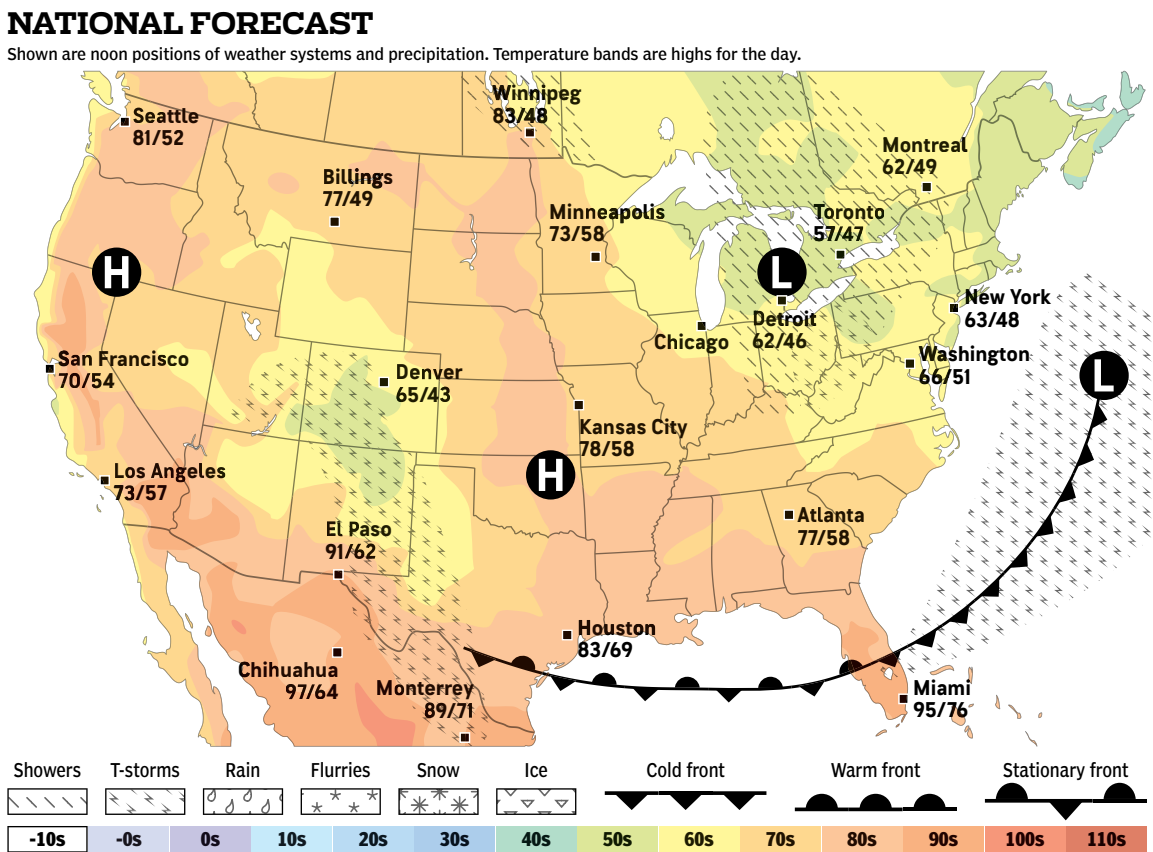 NATIONAL FORECAST
Shown are noon positions of weather systems and precipitation. Temperature bands are highs for the day.
Winnipeg
83/48
Seattle
81/52
Montreal
62/49
Billings
77/49
Minneapolis
73/58
Toronto
57/47
H
L
New York
63/48
Detroit
62/46
Chicago
Washington
66/51
San Francisco
70/54
Denver
65/43
L
Kansas City
78/58
Los Angeles
73/57
H
El Paso
91/62
Atlanta
77/58
Houston
83/69
Chihuahua
97/64
Monterrey
89/71
Miami
95/76
Showers T-storms Rain Flurries Snow Ice Cold front Warm front Stationary front
-10s -0s 0s 10s 20s 30s 40s 50s 60s 70s 80s 90s 100s 110s